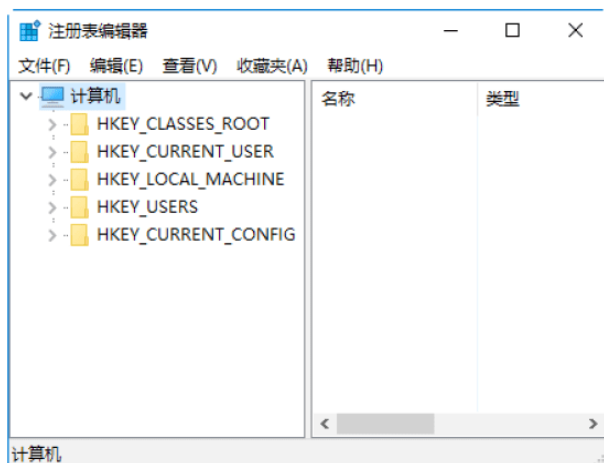 注册表编辑器
文件(F) 编辑(E) 查看(V) 收藏夹(A) 帮助(H)
计算机
HKEY_CLASSES_ROOT
HKEY_CURRENT_USER
HKEY_LOCAL_MACHINE
HKEY_USERS
HKEY_CURRENT_CONFIG
名称 类型
计算机